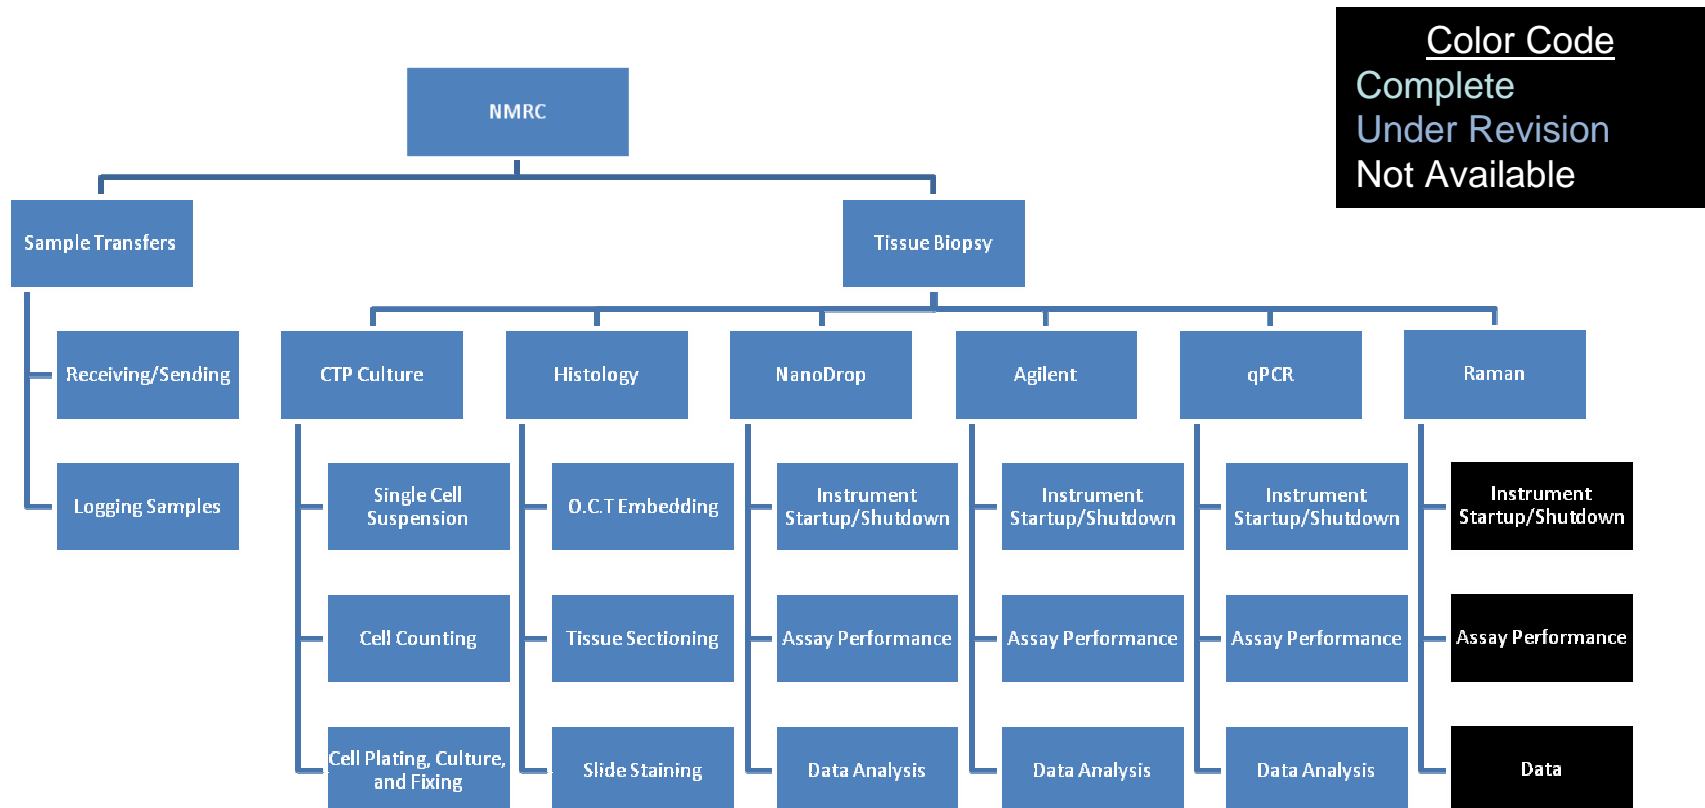 Color Code
Complete
Under Revision
Not Available
NMRC
Sample Transfers
Tissue Biopsy
Receiving/Sending
CTP Culture
Histology
NanoDrop
Agilent
qPCR
Raman
Logging Samples
Single Cell
Suspension
O.C.T Embedding
Instrument
Startup/Shutdown
Instrument
Startup/Shutdown
Instrument
Startup/Shutdown
Instrument
Startup/Shutdown
Cell Counting
Tissue Sectioning
Assay Performance
Assay Performance
Assay Performance
Assay Performance
Cell Plating, Culture,
and Fixing
Slide Staining
Data Analysis
Data Analysis
Data Analysis
Data